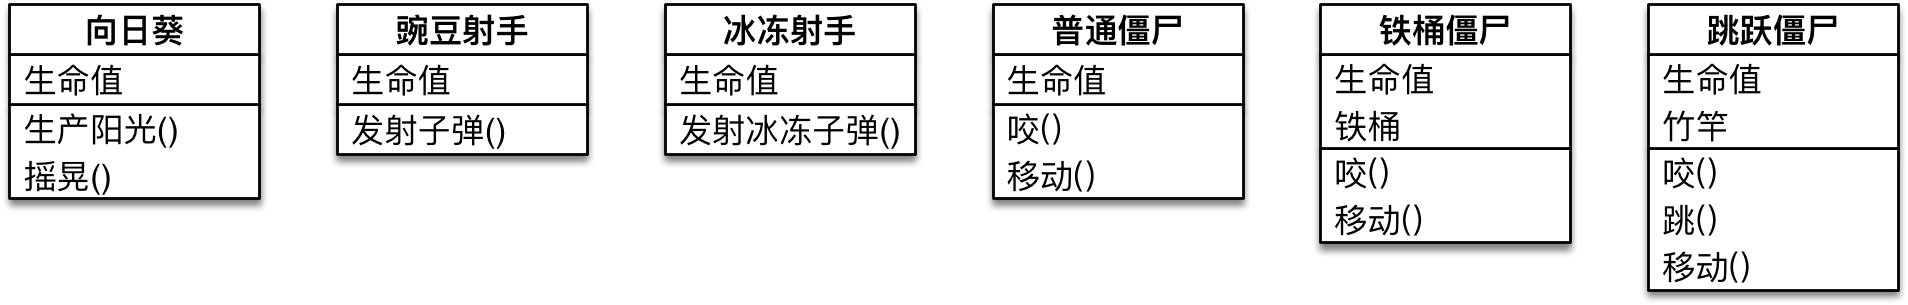 向日葵
生命值
生产阳光()
摇晃()
豌豆射手
生命值
发射子弹()
冰冻射手
生命值
发射冰冻子弹()
普通僵尸
生命值
咬()
移动()
铁桶僵尸
生命值
铁桶
咬()
移动()
跳跃僵尸
生命值
竹竿
咬()
跳()
移动()